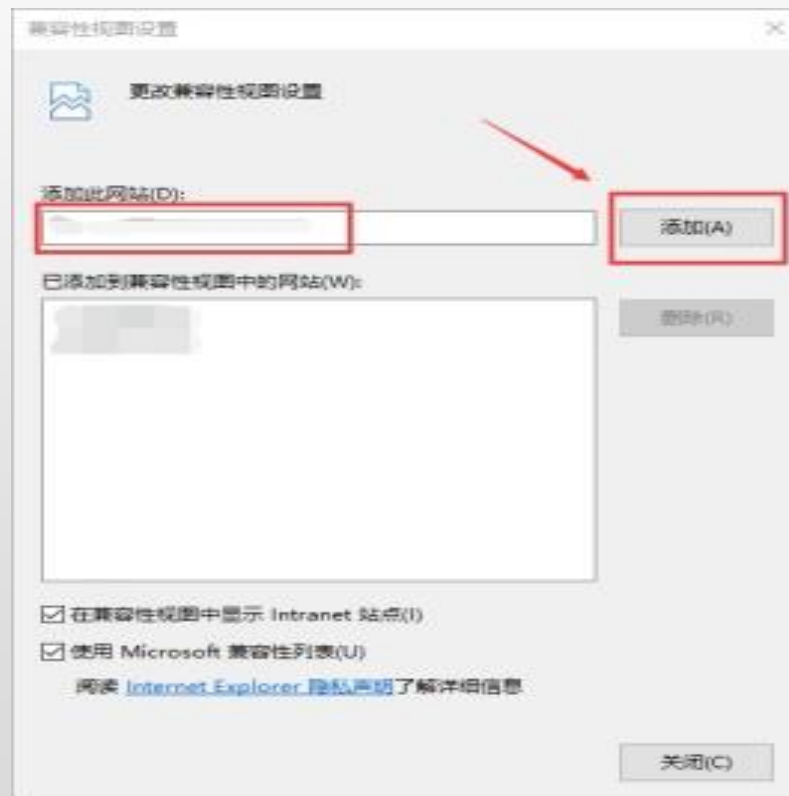 兼容性视图设置
更改兼容性视图设置
添加此网站(D):
添加(A)
已添加到兼容性视图中的网站(W):
删除(R)
在兼容性视图中显示 Intranet 站点(I)
使用 Microsoft 兼容性列表(U)
阅读 Internet Explorer 隐私声明了解详细信息
关闭(C)